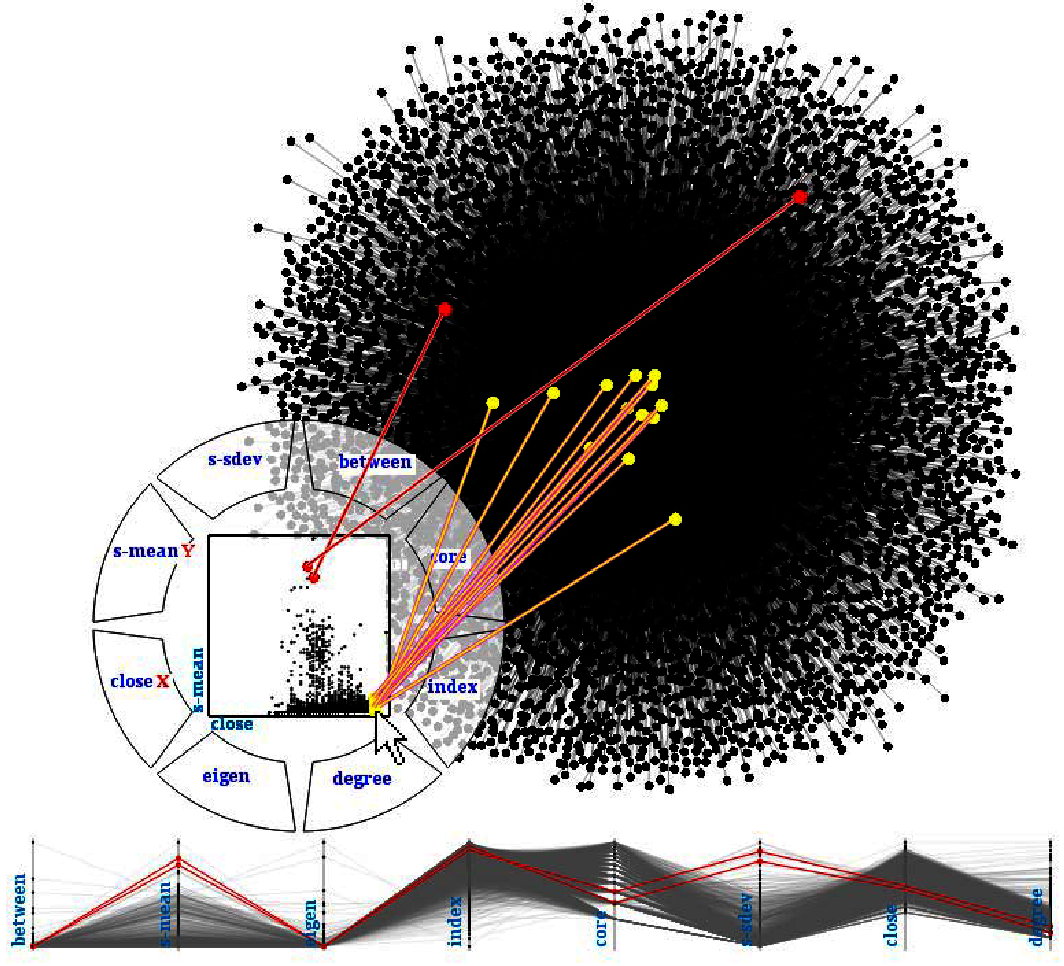 s-sdev
between
s-mean Y
core
close X
index
s-mean
close
eigen
degree
between
s-mean
eigen
index
core
s-sdev
close
degree